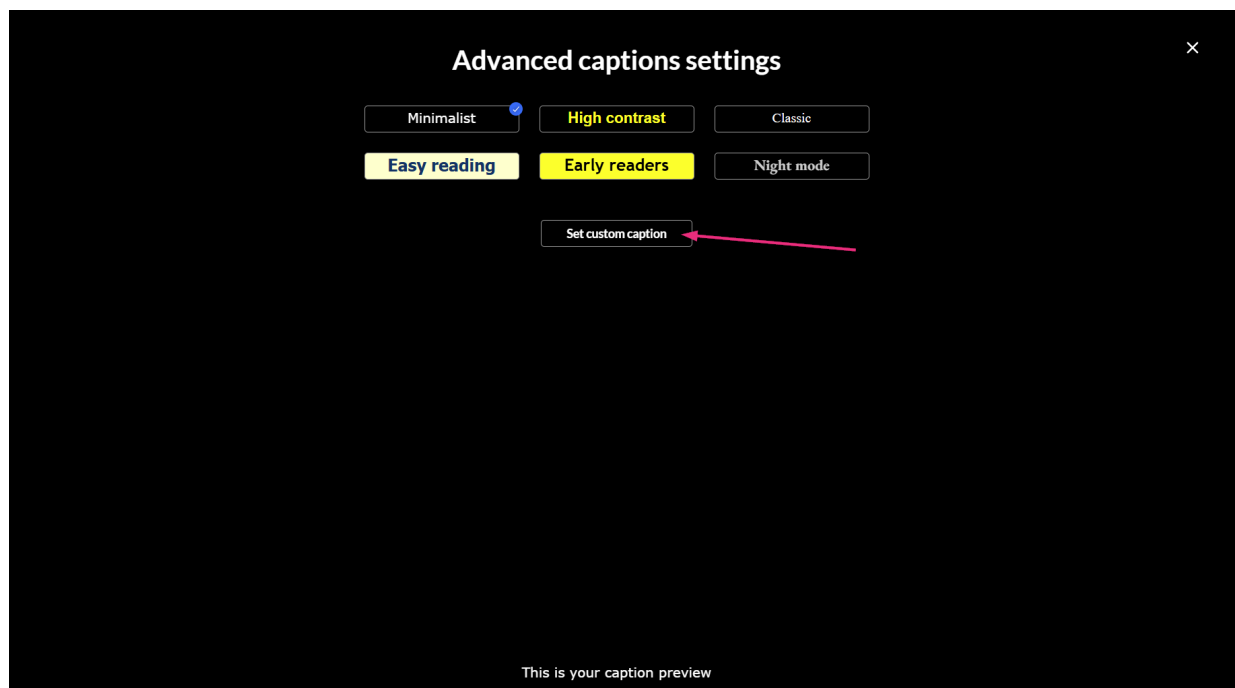 Advanced captions settings
Minimalist High contrast Classic
Easy reading Early readers Night mode
Set custom caption
This is your caption preview